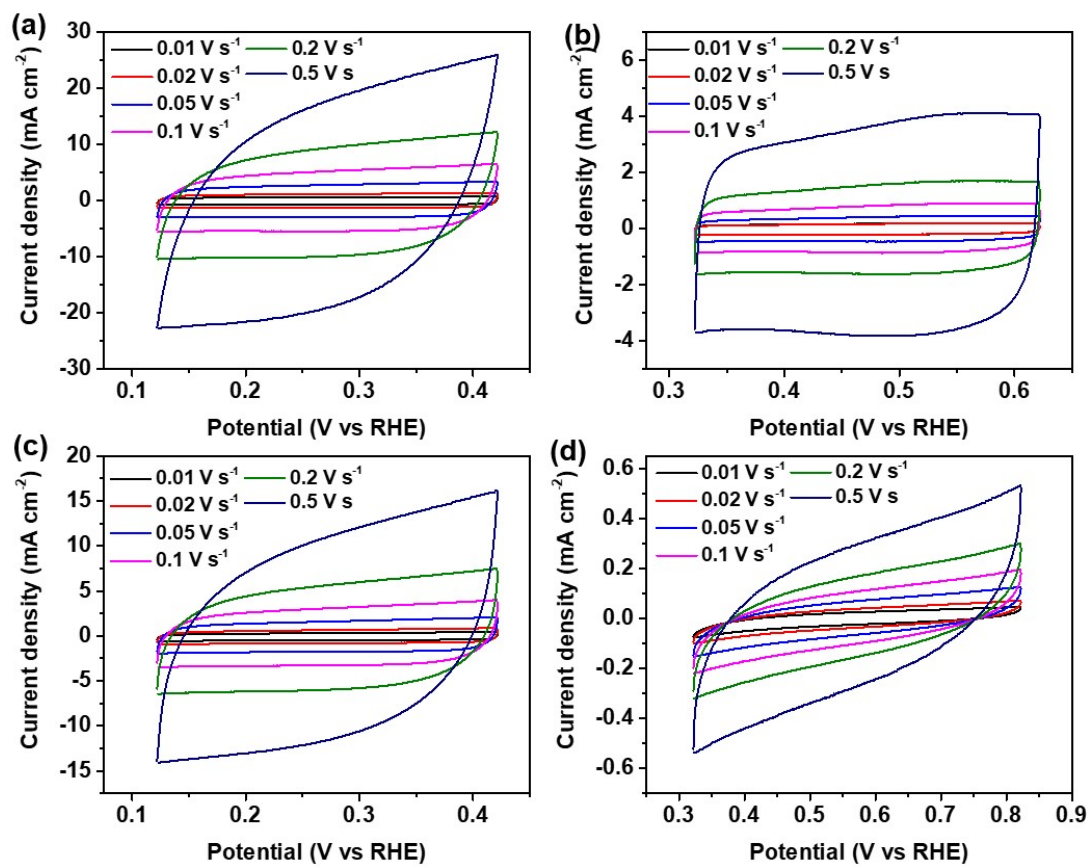 (a)
0.01 V s⁻¹ 0.2 V s⁻¹
0.02 V s⁻¹ 0.5 V s
0.05 V s⁻¹
0.1 V s⁻¹
30
20
10
0
-10
-20
-30
Current density (mA cm⁻²)
0.1 0.2 0.3 0.4
Potential (V vs RHE)
(b)
0.01 V s⁻¹ 0.2 V s⁻¹
0.02 V s⁻¹ 0.5 V s
0.05 V s⁻¹
0.1 V s⁻¹
6
4
2
0
-2
-4
Current density (mA cm⁻²)
0.3 0.4 0.5 0.6
Potential (V vs RHE)
(c)
0.01 V s⁻¹ 0.2 V s⁻¹
0.02 V s⁻¹ 0.5 V s
0.05 V s⁻¹
0.1 V s⁻¹
20
15
10
5
0
-5
-10
-15
Current density (mA cm⁻²)
0.1 0.2 0.3 0.4
Potential (V vs RHE)
(d)
0.01 V s⁻¹ 0.2 V s⁻¹
0.02 V s⁻¹ 0.5 V s
0.05 V s⁻¹
0.1 V s⁻¹
0.6
0.4
0.2
0.0
-0.2
-0.4
-0.6
Current density (mA cm⁻²)
0.3 0.4 0.5 0.6 0.7 0.8 0.9
Potential (V vs RHE)